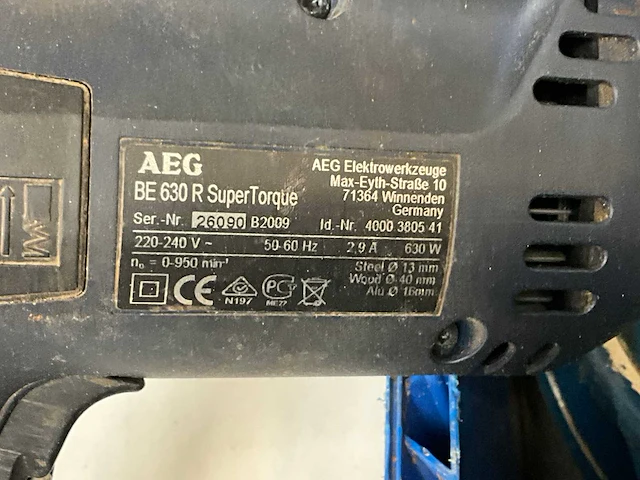 AEG
BE 630 R SuperTorque
AEG Elektrowerkzeuge
Max-Eyth-Straße 10
71364 Winnenden
Germany
Ser.-Nr. 26090 B2009 Id.-Nr. 4000 3805 41
220-240 V ~ 50-60 Hz 2,9 A 630 W
n₀ = 0-950 min⁻¹
Steel Ø 13 mm
Wood Ø 40 mm
Alu Ø 16mm
CE
N197
ME77